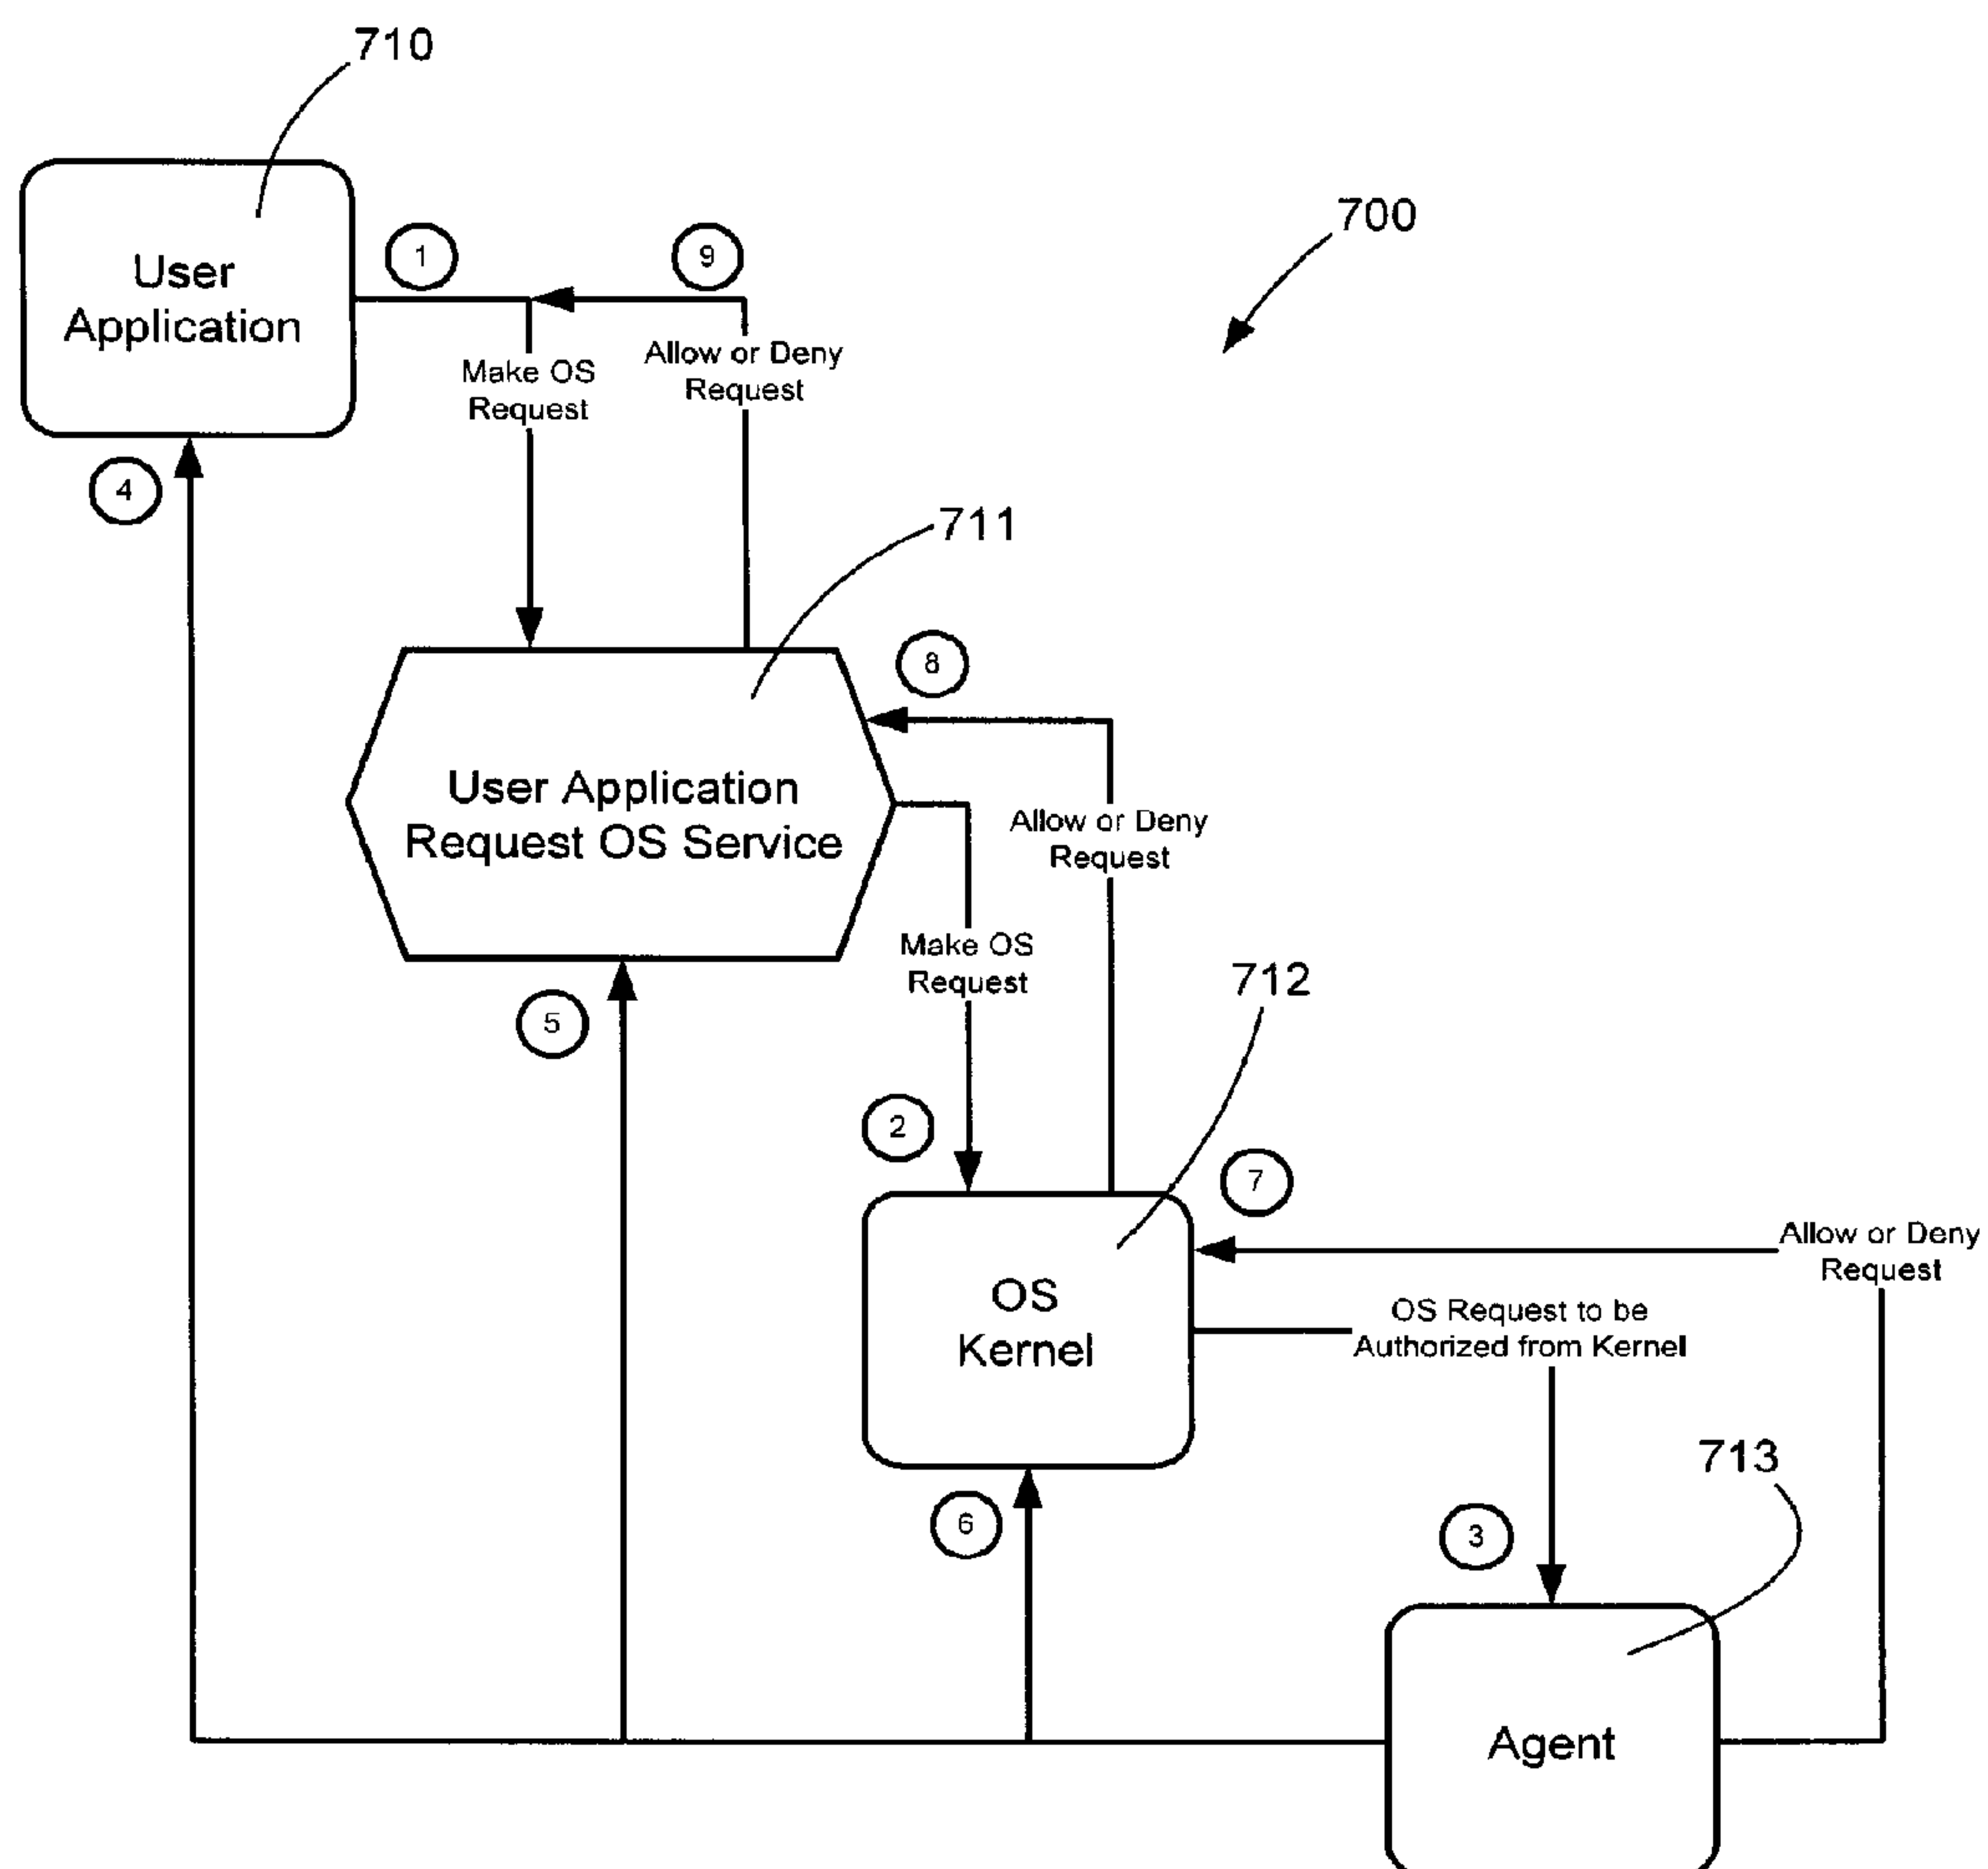 710
700
User
Application
1
9
Make OS
Request
Allow or Deny
Request
4
711
8
User Application
Request OS Service
Allow or Deny
Request
Make OS
Request
712
5
2
7
Allow or Deny
Request
OS
Kernel
OS Request to be
Authorized from Kernel
713
6
3
Agent